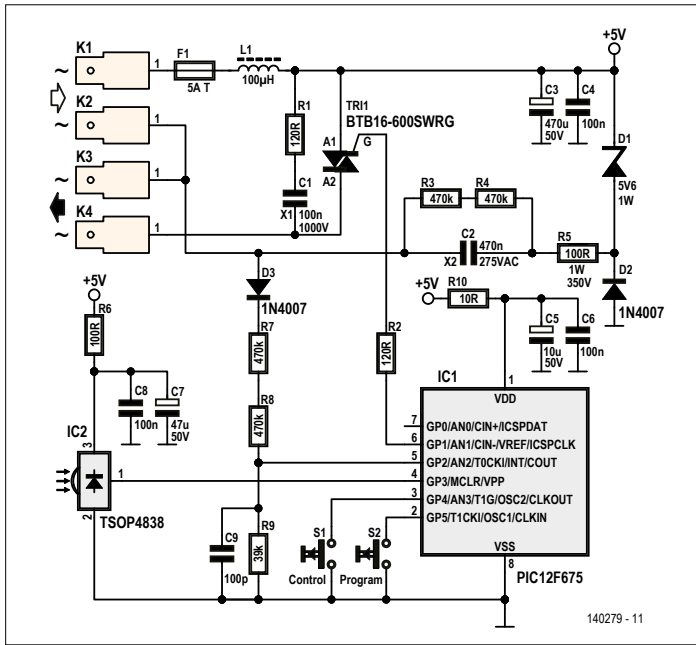 K1
1
F1
5A T
L1
100µH
+5V
~
K2
1
~
K3
1
~
K4
1
~
R1
120R
C1
100n
1000V
X1
TRI1
BTB16-600SWRG
A1
G
A2
C3
470u
50V
C4
100n
D1
5V6
1W
R3
470k
R4
470k
C2
470n
X2
275VAC
R5
100R
1W
350V
D2
1N4007
+5V
R6
100R
D3
1N4007
R7
470k
R8
470k
R2
120R
+5V
R10
10R
C5
10u
50V
C6
100n
C8
100n
C7
47u
50V
IC2
3
1
2
TSOP4838
C9
100p
R9
39k
S1
Control
S2
Program
IC1
1
VDD
7 GP0/AN0/CIN+/ICSPDAT
6 GP1/AN1/CIN-/VREF/ICSPCLK
5 GP2/AN2/T0CKI/INT/COUT
4 GP3/MCLR/VPP
3 GP4/AN3/T1G/OSC2/CLKOUT
2 GP5/T1CKI/OSC1/CLKIN
VSS
8
PIC12F675
140279 - 11